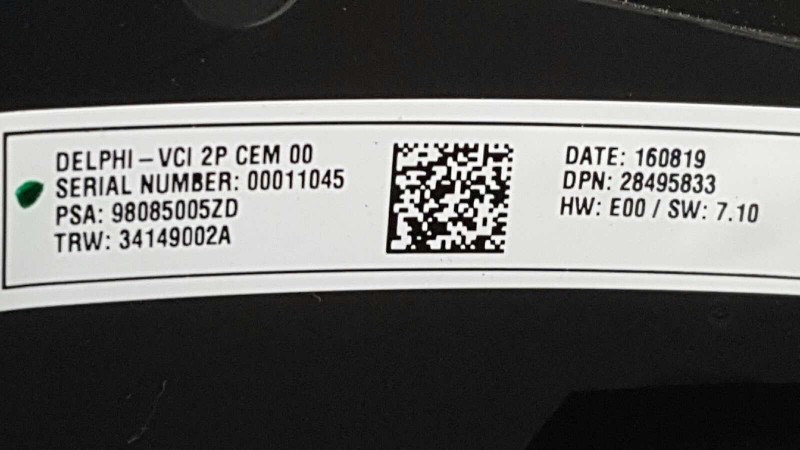 DELPHI – VCI 2P CEM 00
SERIAL NUMBER: 00011045
PSA: 98085005ZD
TRW: 34149002A
DATE: 160819
DPN: 28495833
HW: E00 / SW: 7.10